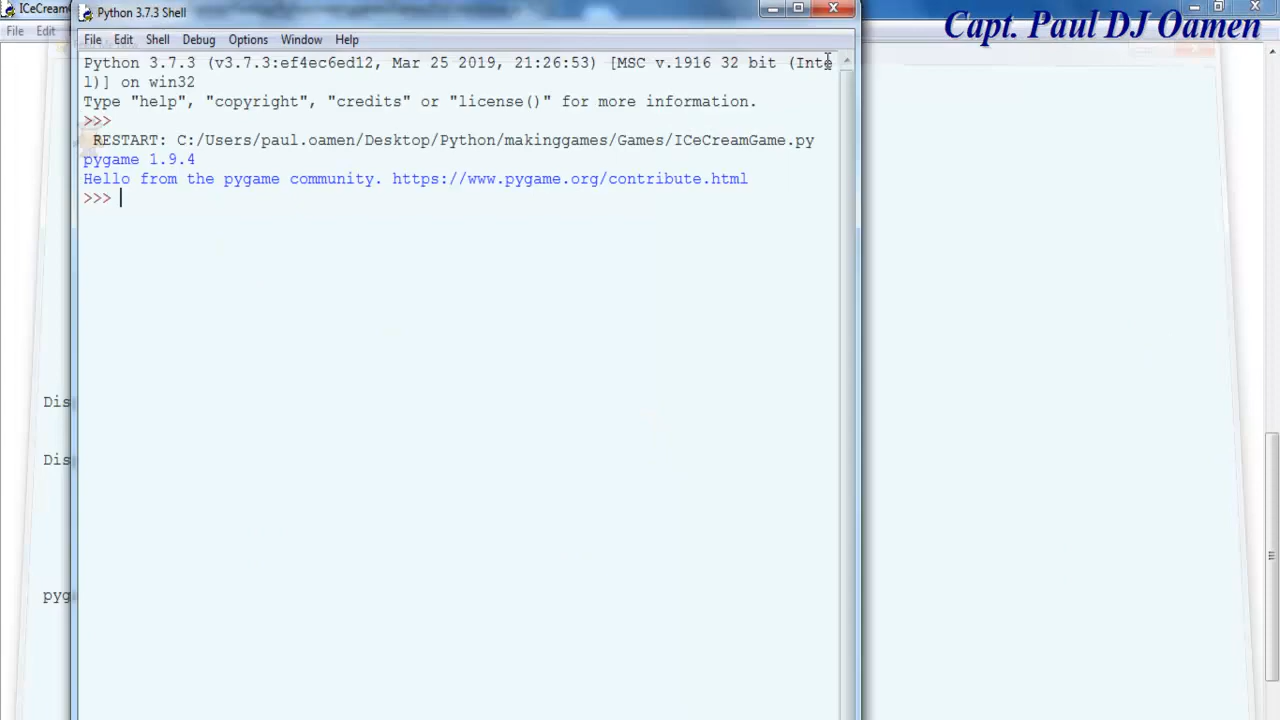 ICeCream
Python 3.7.3 Shell
Capt. Paul DJ Oamen
File Edit
File Edit Shell Debug Options Window Help
Python 3.7.3 (v3.7.3:ef4ec6ed12, Mar 25 2019, 21:26:53) [MSC v.1916 32 bit (Inte
l)] on win32
Type "help", "copyright", "credits" or "license()" for more information.
>>>
RESTART: C:/Users/paul.oamen/Desktop/Python/makinggames/Games/ICeCreamGame.py
pygame 1.9.4
Hello from the pygame community. https://www.pygame.org/contribute.html
>>>
Dis
Dis
pyg